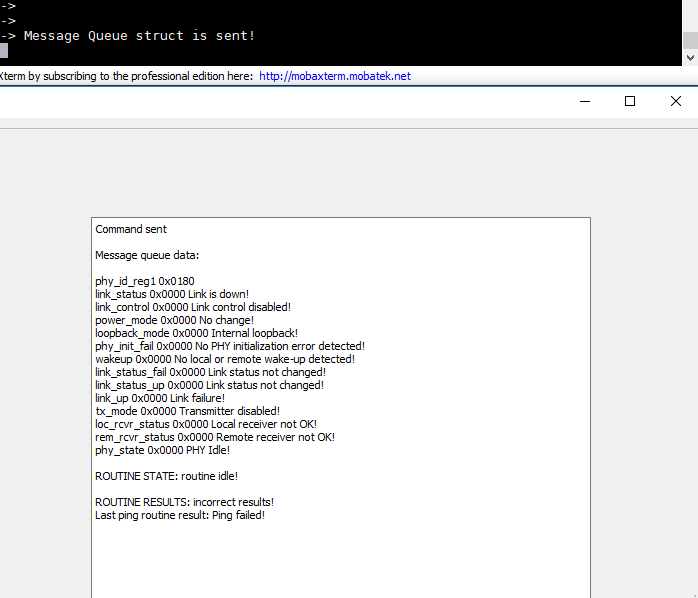 ->
->
-> Message Queue struct is sent!
Xterm by subscribing to the professional edition here: http://mobaxterm.mobatek.net
Command sent
Message queue data:
phy_id_reg1 0x0180
link_status 0x0000 Link is down!
link_control 0x0000 Link control disabled!
power_mode 0x0000 No change!
loopback_mode 0x0000 Internal loopback!
phy_init_fail 0x0000 No PHY initialization error detected!
wakeup 0x0000 No local or remote wake-up detected!
link_status_fail 0x0000 Link status not changed!
link_status_up 0x0000 Link status not changed!
link_up 0x0000 Link failure!
tx_mode 0x0000 Transmitter disabled!
loc_rcvr_status 0x0000 Local receiver not OK!
rem_rcvr_status 0x0000 Remote receiver not OK!
phy_state 0x0000 PHY Idle!
ROUTINE STATE: routine idle!
ROUTINE RESULTS: incorrect results!
Last ping routine result: Ping failed!